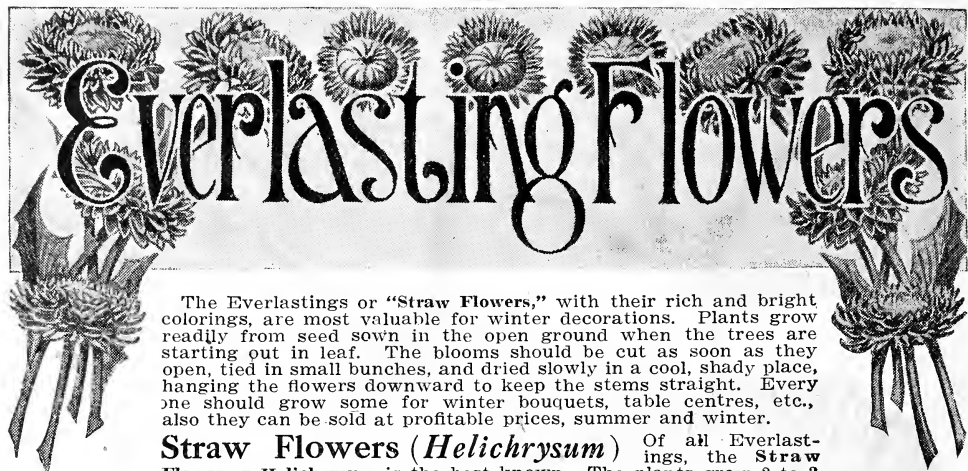 Everlasting Flowers
The Everlastings or "Straw Flowers," with their rich and bright
colorings, are most valuable for winter decorations. Plants grow
readily from seed sown in the open ground when the trees are
starting out in leaf. The blooms should be cut as soon as they
open, tied in small bunches, and dried slowly in a cool, shady place,
hanging the flowers downward to keep the stems straight. Every
one should grow some for winter bouquets, table centres, etc.,
also they can be sold at profitable prices, summer and winter.
Straw Flowers (Helichrysum) Of all Everlast-
ings, the Straw